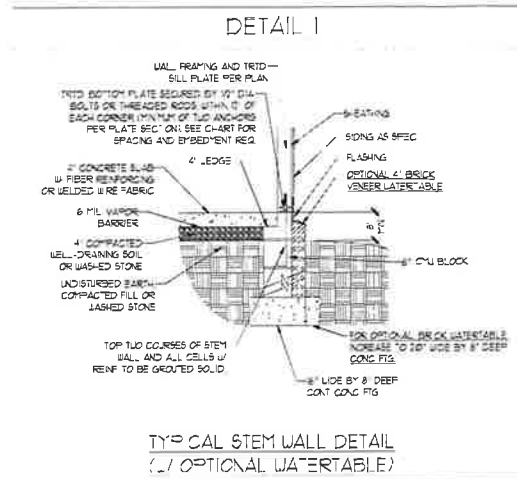 DETAIL 1
WALL FRAMING AND TRTD
SILL PLATE PER PLAN
TRTD BOTTOM PLATE SECURED BY 1/2" DIA
BOLTS OR THREADED RODS WITHIN 12" OF
EACH CORNER (MINIMUM OF TWO ANCHORS
PER PLATE SECTION) SEE CHART FOR
SPACING AND EMBEDMENT REQ.
4" LEDGE
4" CONCRETE SLAB
W/ FIBER REINFORCING
OR WELDED WIRE FABRIC
6 MIL VAPOR
BARRIER
4" COMPACTED
WELL-DRAINING SOIL
OR WASHED STONE
UNDISTURBED EARTH
COMPACTED FILL OR
WASHED STONE
TOP TWO COURSES OF STEM
WALL AND ALL CELLS W/
REINF TO BE GROUTED SOLID.
SHEATHING
SIDING AS SPEC
FLASHING
OPTIONAL 4" BRICK
VENEER WATERTABLE
8"
MIN
CMU BLOCK
FOR OPTIONAL BRICK WATERTABLE,
INCREASE TO 20" WIDE BY 8" DEEP
CONC FTG
WIDE BY 8" DEEP
CONT CONC FTG
TYPICAL STEM WALL DETAIL
(W/ OPTIONAL WATERTABLE)